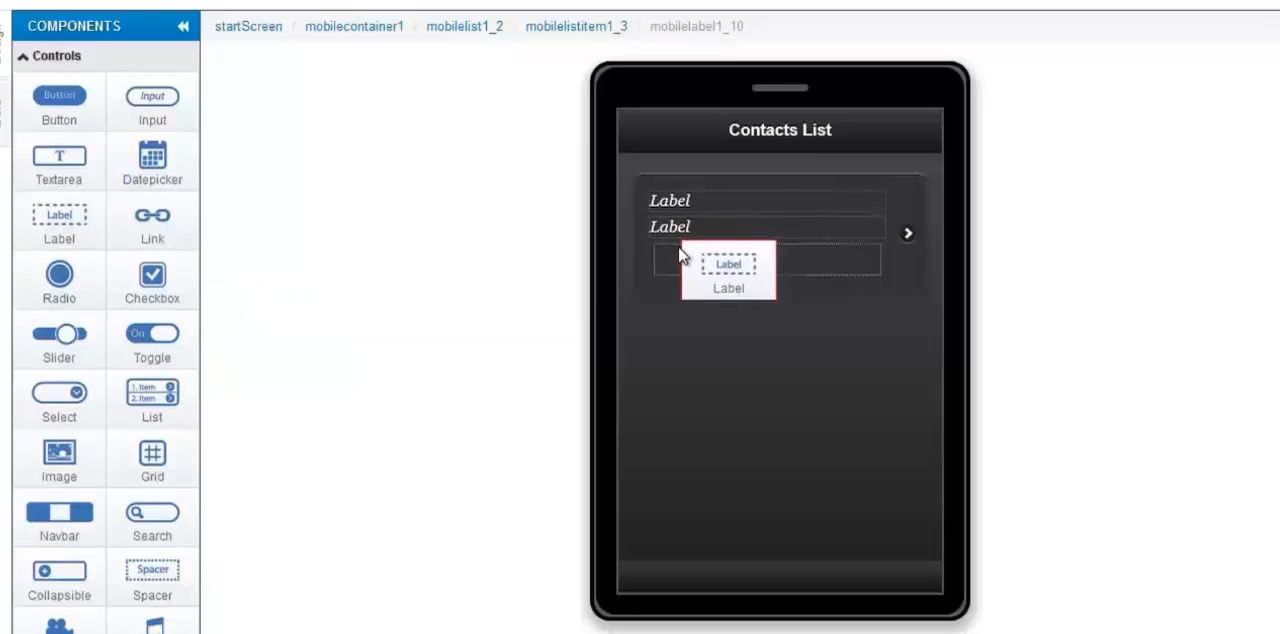 COMPONENTS
startScreen / mobilecontainer1 / mobilelist1_2 / mobilelistitem1_3 / mobilelabel1_10
Controls
Button
Input
Button
Input
T
Textarea
Datepicker
Label
Label
Link
Radio
Checkbox
On
Slider
Toggle
1. Item
2. Item
Select
List
Image
Grid
Navbar
Search
Spacer
Collapsible
Spacer
Contacts List
Label
Label
Label
Label